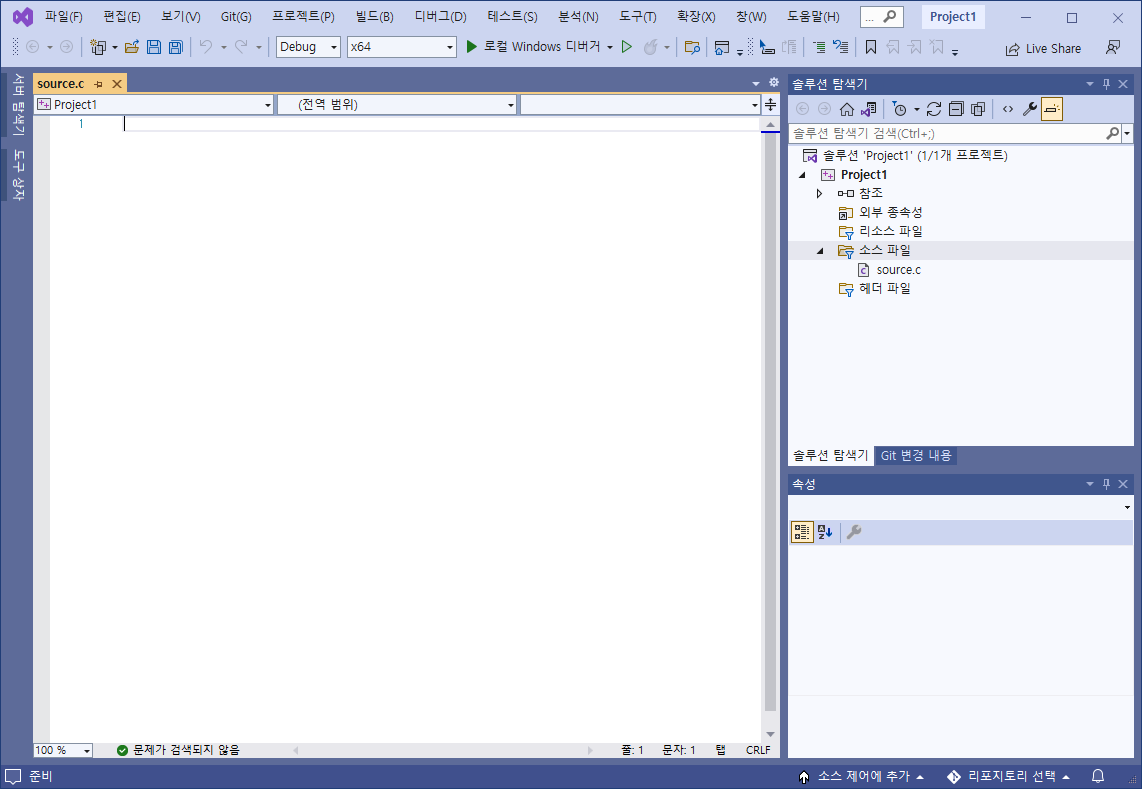 파일(F) 편집(E) 보기(V) Git(G) 프로젝트(P) 빌드(B) 디버그(D) 테스트(S) 분석(N) 도구(T) 확장(X) 창(W) 도움말(H) ... Project1
Debug x64 로컬 Windows 디버거 Live Share
서버 탐색기
도구 상자
source.c
Project1 (전역 범위)
1
100 % 문제가 검색되지 않음 줄: 1 문자: 1 탭 CRLF
솔루션 탐색기
솔루션 탐색기 검색(Ctrl+;)
솔루션 'Project1' (1/1개 프로젝트)
Project1
참조
외부 종속성
리소스 파일
소스 파일
source.c
헤더 파일
솔루션 탐색기 Git 변경 내용
속성
준비 소스 제어에 추가 리포지토리 선택